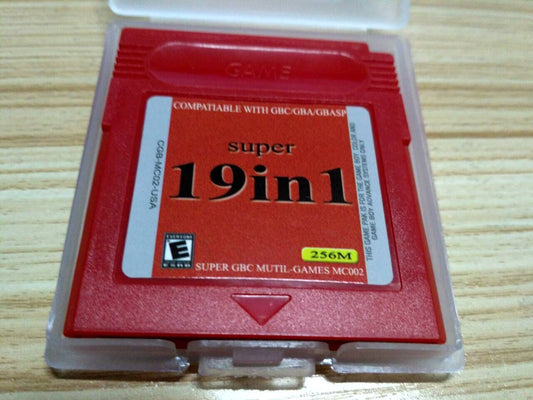 GAME
COMPATIABLE WITH GBC/GBA/GBASP
super
19in1
CGB-MC02-USA
THIS GAME PAK IS FOR THE GAME BOY COLOR AND
GAME BOY ADVANCE SYSTEMS ONLY
EVERYONE
E
ESRB
256M
SUPER GBC MUTIL-GAMES MC002